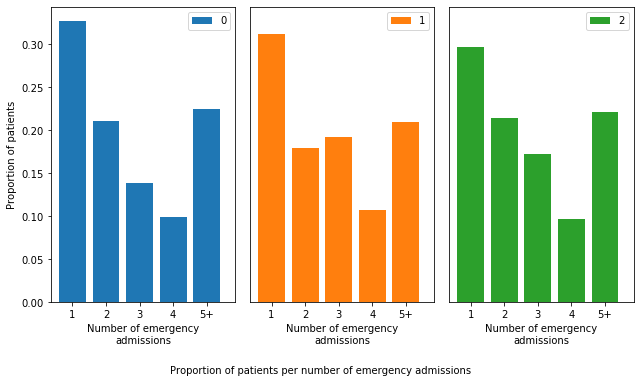 0
1
2
Proportion of patients
0.30
0.25
0.20
0.15
0.10
0.05
0.00
1 2 3 4 5+
1 2 3 4 5+
1 2 3 4 5+
Number of emergency
admissions
Number of emergency
admissions
Number of emergency
admissions
Proportion of patients per number of emergency admissions